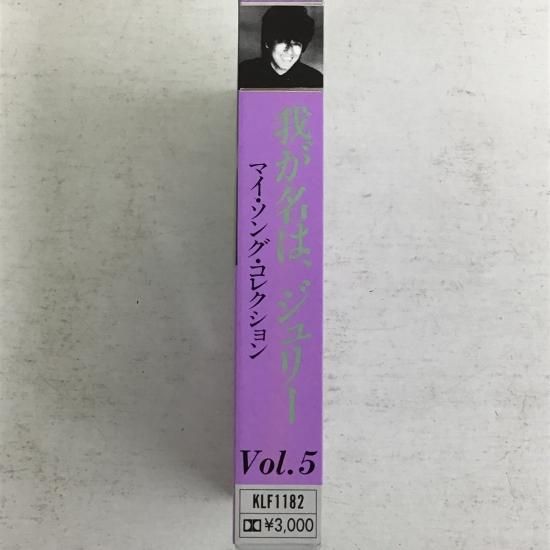 我が名は、ジュリー
マイ・ソング・コレクション
Vol.5
KLF1182
¥3,000